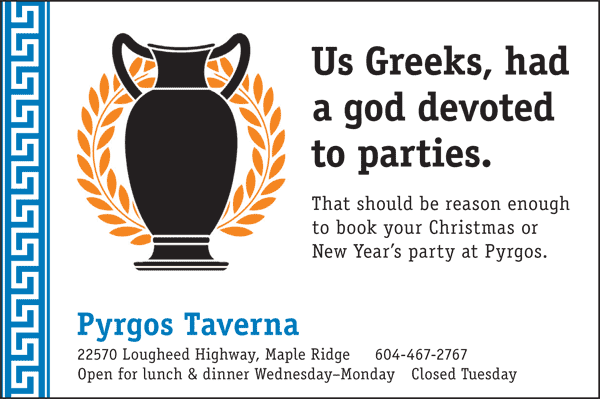 Us Greeks, had
a god devoted
to parties.
That should be reason enough
to book your Christmas or
New Year’s party at Pyrgos.
Pyrgos Taverna
22570 Lougheed Highway, Maple Ridge 604-467-2767
Open for lunch & dinner Wednesday–Monday Closed Tuesday